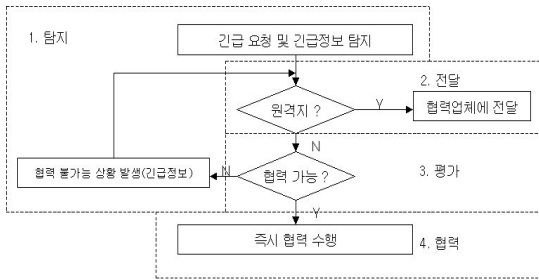 1. 탐지
긴급 요청 및 긴급정보 탐지
2. 전달
원격지 ?
Y
협력업체에 전달
N
협력 불가능 상황 발생(긴급정보)
N
협력 가능 ?
3. 평가
Y
즉시 협력 수행
4. 협력